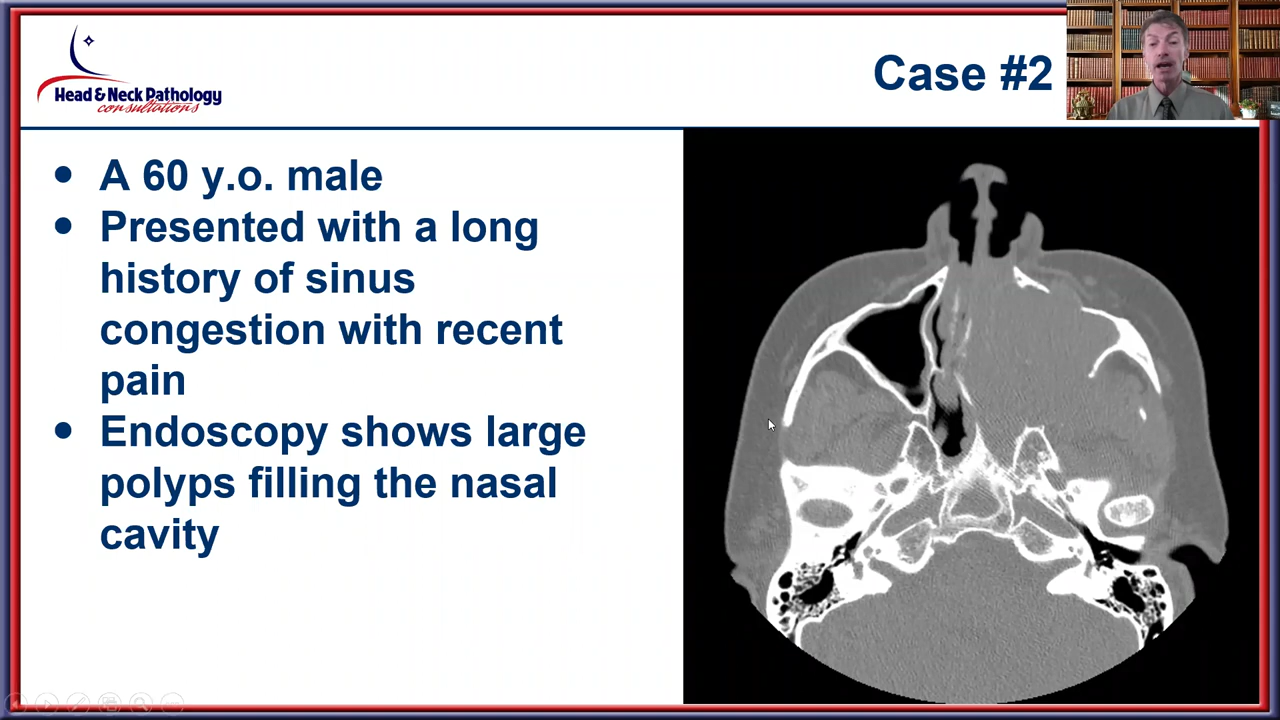 Head & Neck Pathology
consultations
Case #2
• A 60 y.o. male
• Presented with a long
history of sinus
congestion with recent
pain
• Endoscopy shows large
polyps filling the nasal
cavity